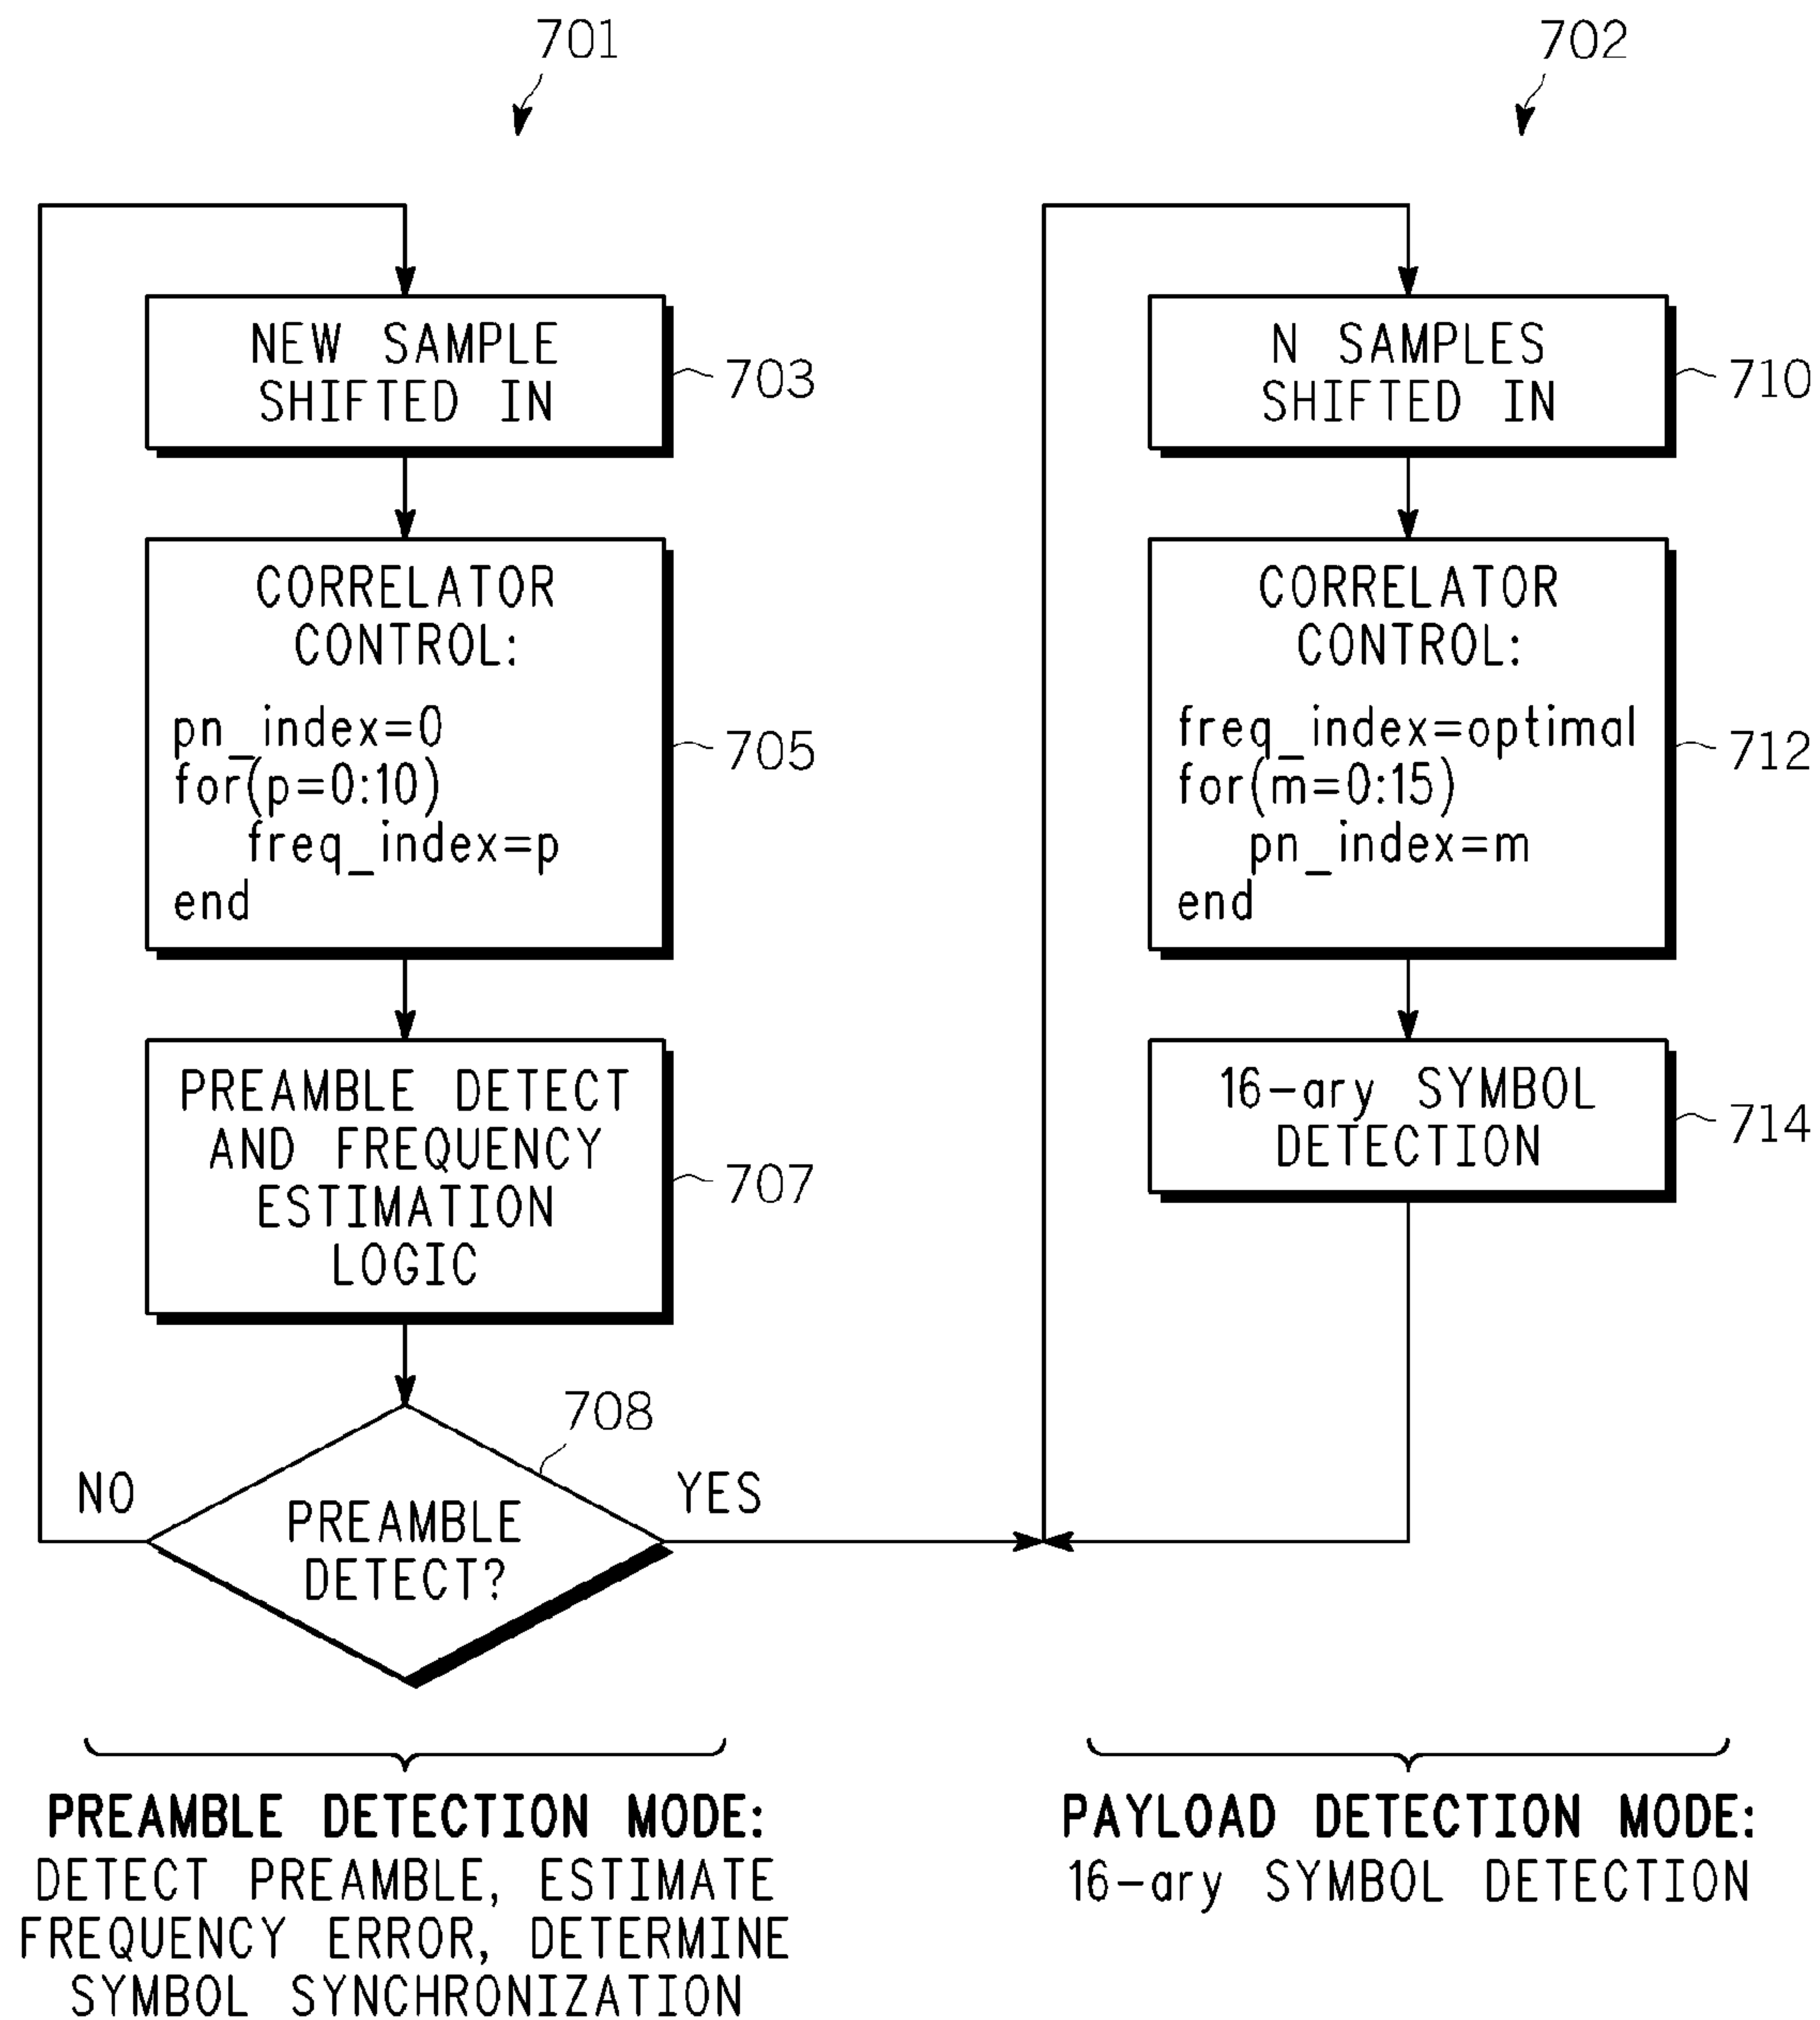 701
NEW SAMPLE
SHIFTED IN
703
CORRELATOR
CONTROL:
pn_index=0
for(p=0:10)
freq_index=p
end
705
PREAMBLE DETECT
AND FREQUENCY
ESTIMATION
LOGIC
707
708
NO
PREAMBLE
DETECT?
YES
PREAMBLE DETECTION MODE:
DETECT PREAMBLE, ESTIMATE
FREQUENCY ERROR, DETERMINE
SYMBOL SYNCHRONIZATION
702
N SAMPLES
SHIFTED IN
710
CORRELATOR
CONTROL:
freq_index=optimal
for(m=0:15)
pn_index=m
end
712
16-ary SYMBOL
DETECTION
714
PAYLOAD DETECTION MODE:
16-ary SYMBOL DETECTION